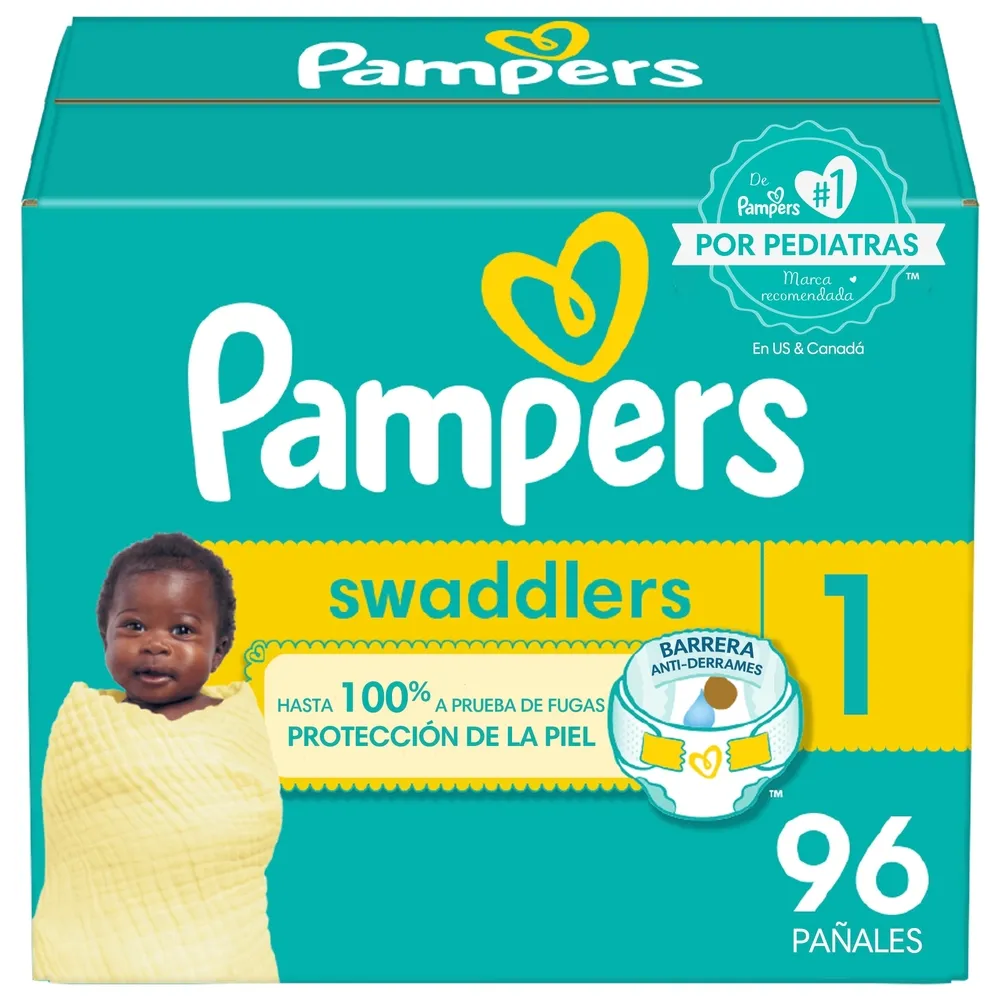 Pampers
De
Pampers #1
POR PEDIATRAS
™
Marca
recomendada
En US & Canadá
Pampers
swaddlers
1
BARRERA
ANTI-DERRAMES
HASTA 100% A PRUEBA DE FUGAS
PROTECCIÓN DE LA PIEL
™
96
PAÑALES